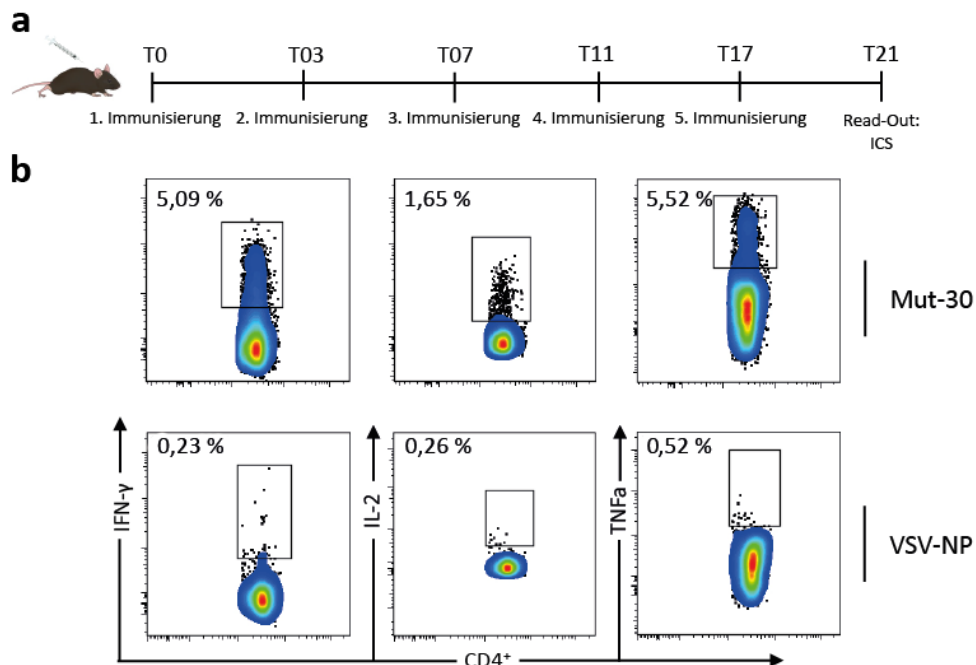 a
T0 T03 T07 T11 T17 T21
1. Immunisierung 2. Immunisierung 3. Immunisierung 4. Immunisierung 5. Immunisierung Read-Out:
ICS
b
5,09 % 1,65 % 5,52 %
Mut-30
0,23 % 0,26 % 0,52 %
IFN-γ IL-2 TNFa
VSV-NP
CD4⁺